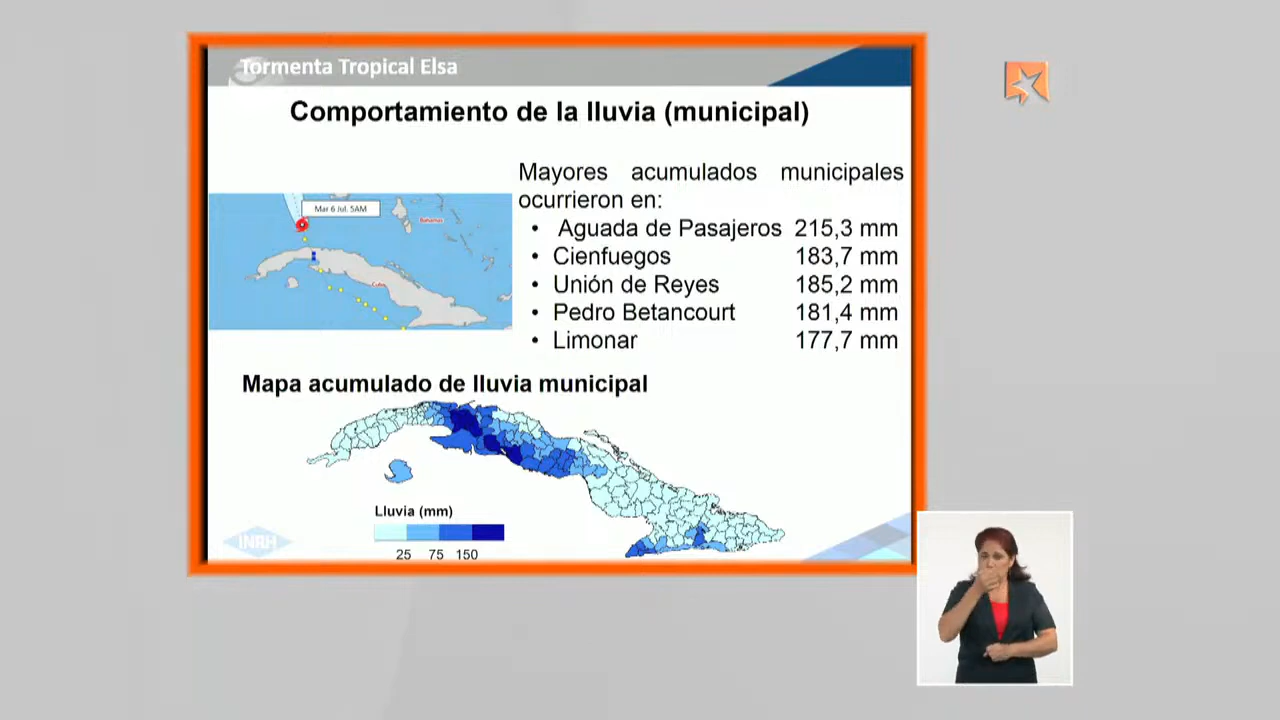 Tormenta Tropical Elsa
Comportamiento de la lluvia (municipal)
Mayores acumulados municipales
ocurrieron en:
• Aguada de Pasajeros 215,3 mm
• Cienfuegos 183,7 mm
• Unión de Reyes 185,2 mm
• Pedro Betancourt 181,4 mm
• Limonar 177,7 mm
Mar 6 Jul. 5AM
Bahamas
Cuba
Mapa acumulado de lluvia municipal
Lluvia (mm)
25 75 150
INRH